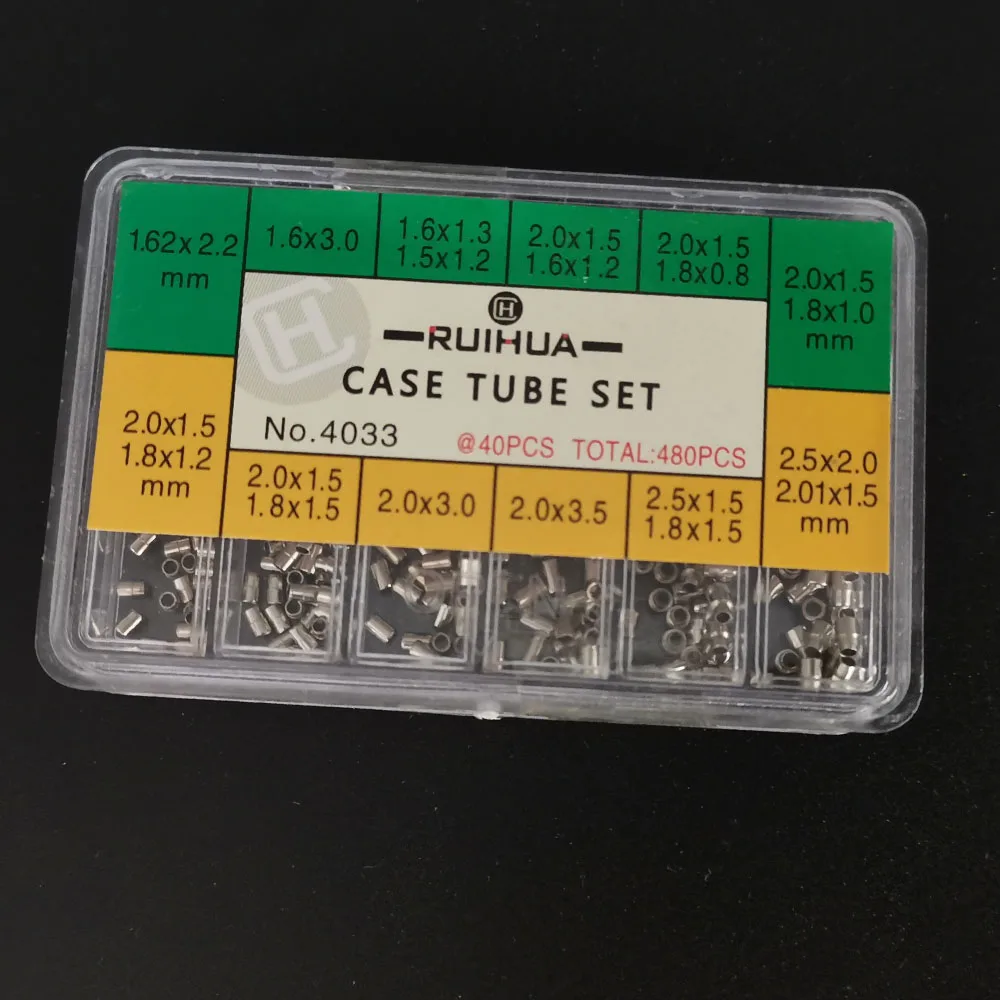 1.62x2.2
mm
1.6x3.0
1.6x1.3
1.5x1.2
2.0x1.5
1.6x1.2
2.0x1.5
1.8x0.8
2.0x1.5
1.8x1.0
mm
H
RUIHUA
CASE TUBE SET
No.4033
@40PCS TOTAL:480PCS
2.0x1.5
1.8x1.2
mm
2.0x1.5
1.8x1.5
2.0x3.0
2.0x3.5
2.5x1.5
1.8x1.5
2.5x2.0
2.01x1.5
mm